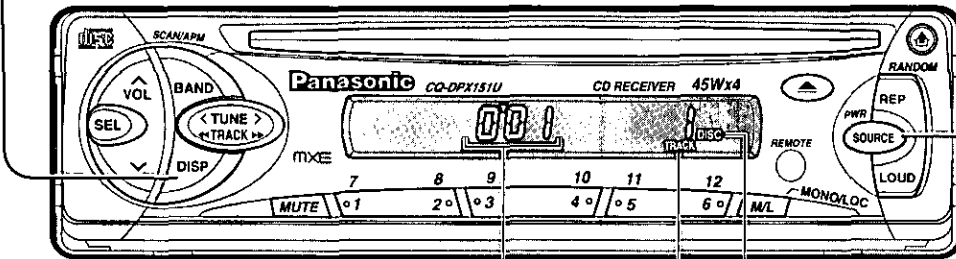 disc SCAN/APM
RANDOM
VOL BAND Panasonic CQ-DPX151U CD RECEIVER 45Wx4
REP
SEL < TUNE > TRACK PWR SOURCE
0'01 1 DISC TRACK
DISP MXE REMOTE LOUD
7 8 9 10 11 12
MUTE 1 2 3 4 5 6 M/L MONO/LOC